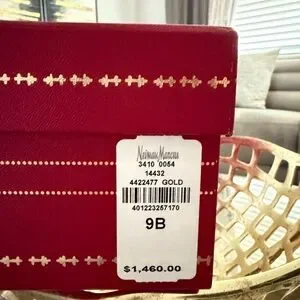 Neiman Marcus
3410 0054
14432
4422477 GOLD
401223257170
9B
$1,460.00